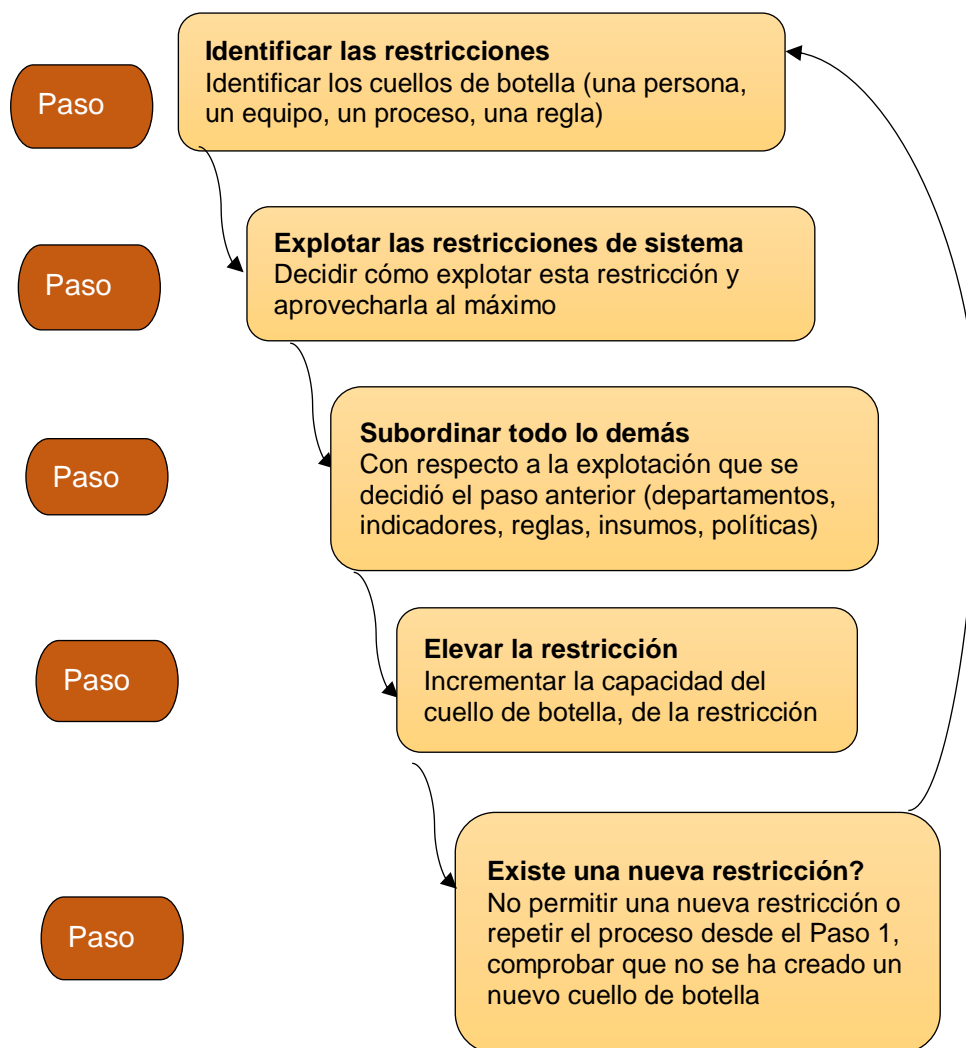 Paso
Identificar las restricciones
Identificar los cuellos de botella (una persona,
un equipo, un proceso, una regla)
Paso
Explotar las restricciones de sistema
Decidir cómo explotar esta restricción y
aprovecharla al máximo
Paso
Subordinar todo lo demás
Con respecto a la explotación que se
decidió el paso anterior (departamentos,
indicadores, reglas, insumos, políticas)
Paso
Elevar la restricción
Incrementar la capacidad del
cuello de botella, de la restricción
Paso
Existe una nueva restricción?
No permitir una nueva restricción o
repetir el proceso desde el Paso 1,
comprobar que no se ha creado un
nuevo cuello de botella